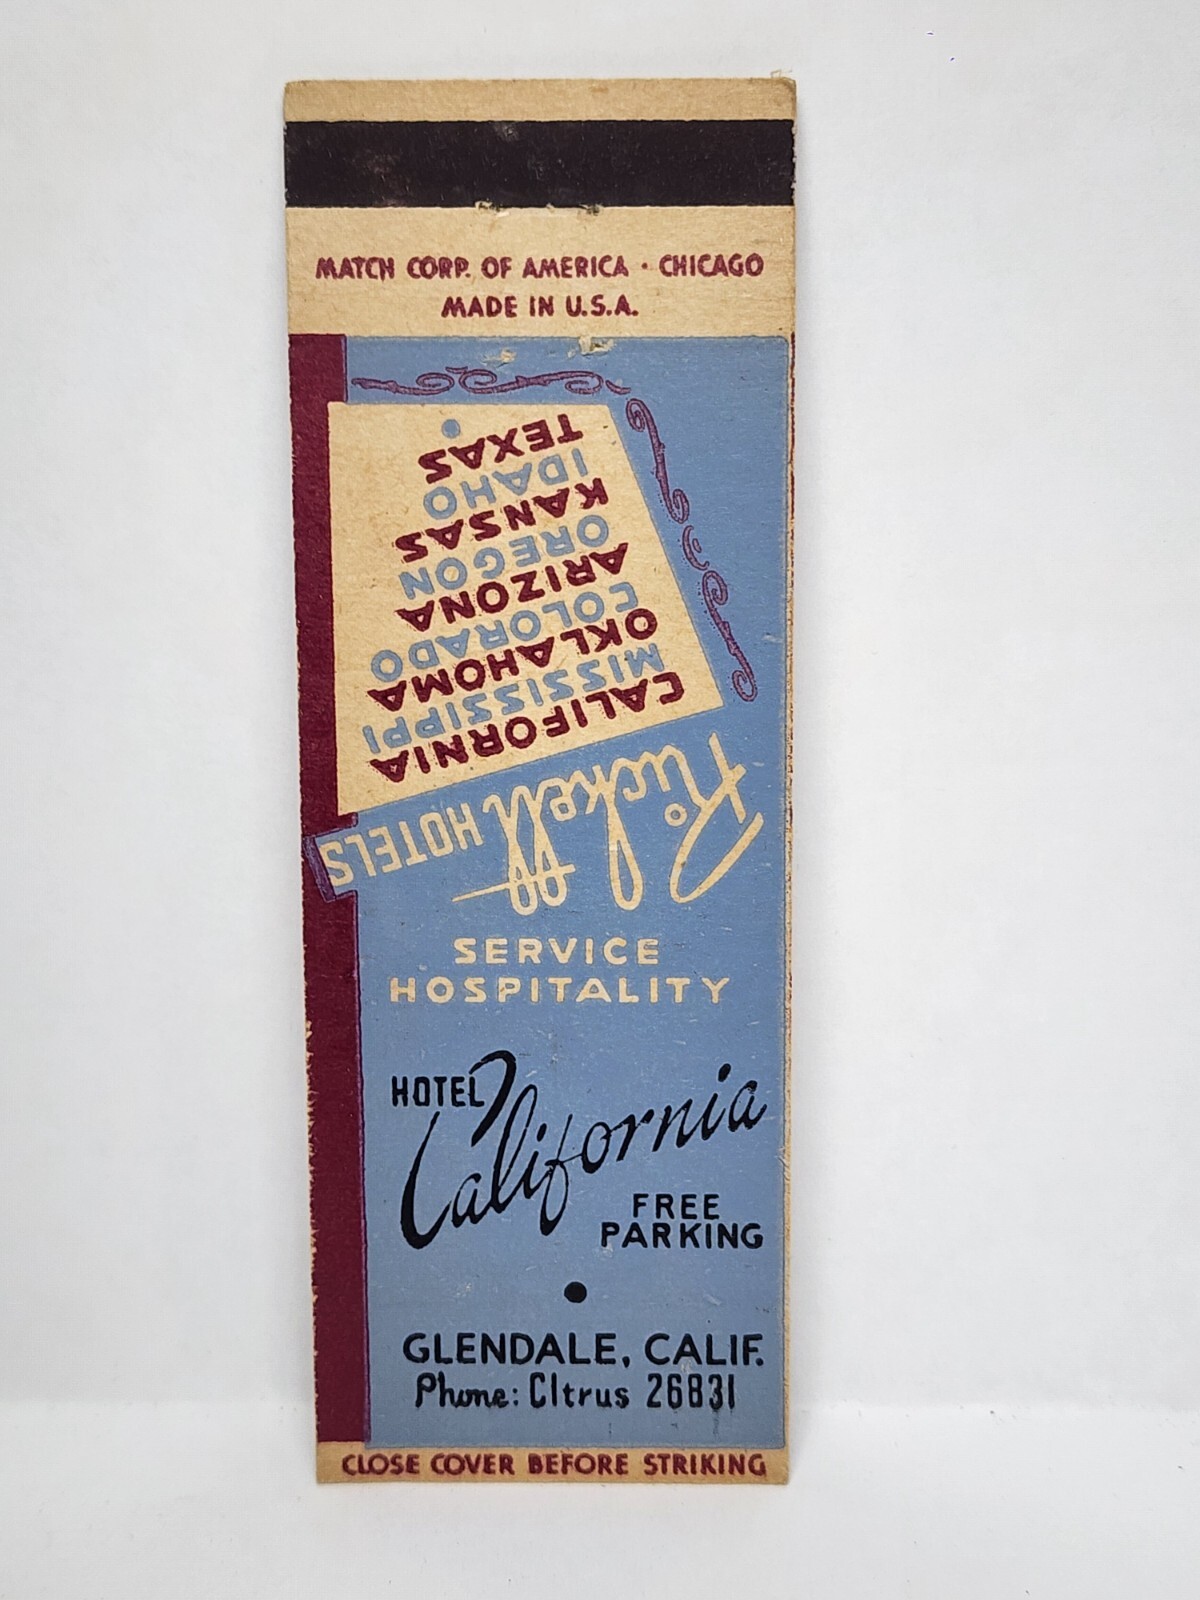 MATCH CORP. OF AMERICA · CHICAGO
MADE IN U.S.A.
Pickett HOTELS
CALIFORNIA
MISSISSIPPI
OKLAHOMA
COLORADO
ARIZONA
OREGON
KANSAS
IDAHO
TEXAS
SERVICE
HOSPITALITY
HOTEL California
FREE
PARKING
GLENDALE, CALIF.
Phone: CItrus 26831
CLOSE COVER BEFORE STRIKING